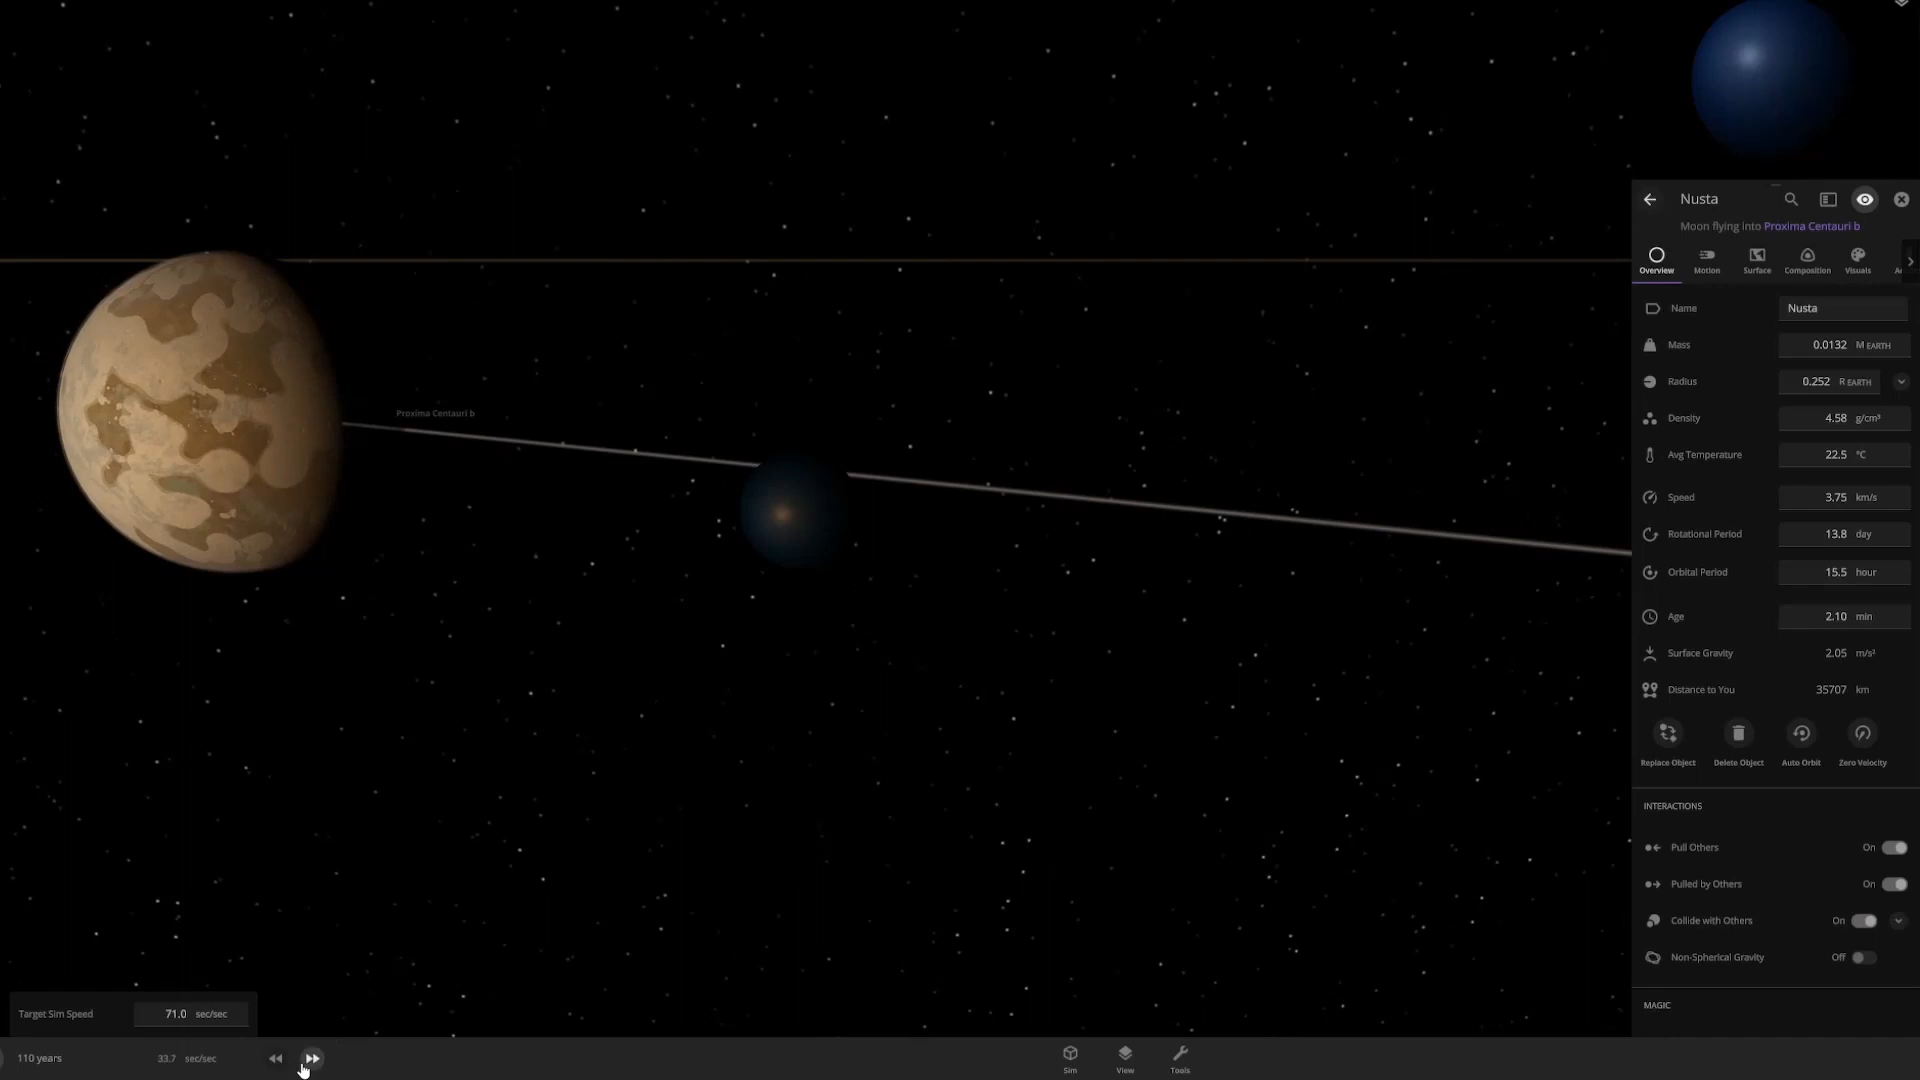 Nusta
Moon flying into Proxima Centauri b
Overview Motion Surface Composition Visuals
Name Nusta
Mass 0.0132 M EARTH
Radius 0.252 R EARTH
Density 4.58 g/cm³
Avg Temperature 22.5 °C
Speed 3.75 km/s
Rotational Period 13.8 day
Orbital Period 15.5 hour
Age 2.10 min
Surface Gravity 2.05 m/s²
Distance to You 35707 km
Replace Object Delete Object Auto Orbit Zero Velocity
INTERACTIONS
Pull Others On
Pulled by Others On
Collide with Others On
Non-Spherical Gravity Off
MAGIC
Proxima Centauri b
Target Sim Speed 71.0 sec/sec
110 years 33.7 sec/sec
Sim View Tools